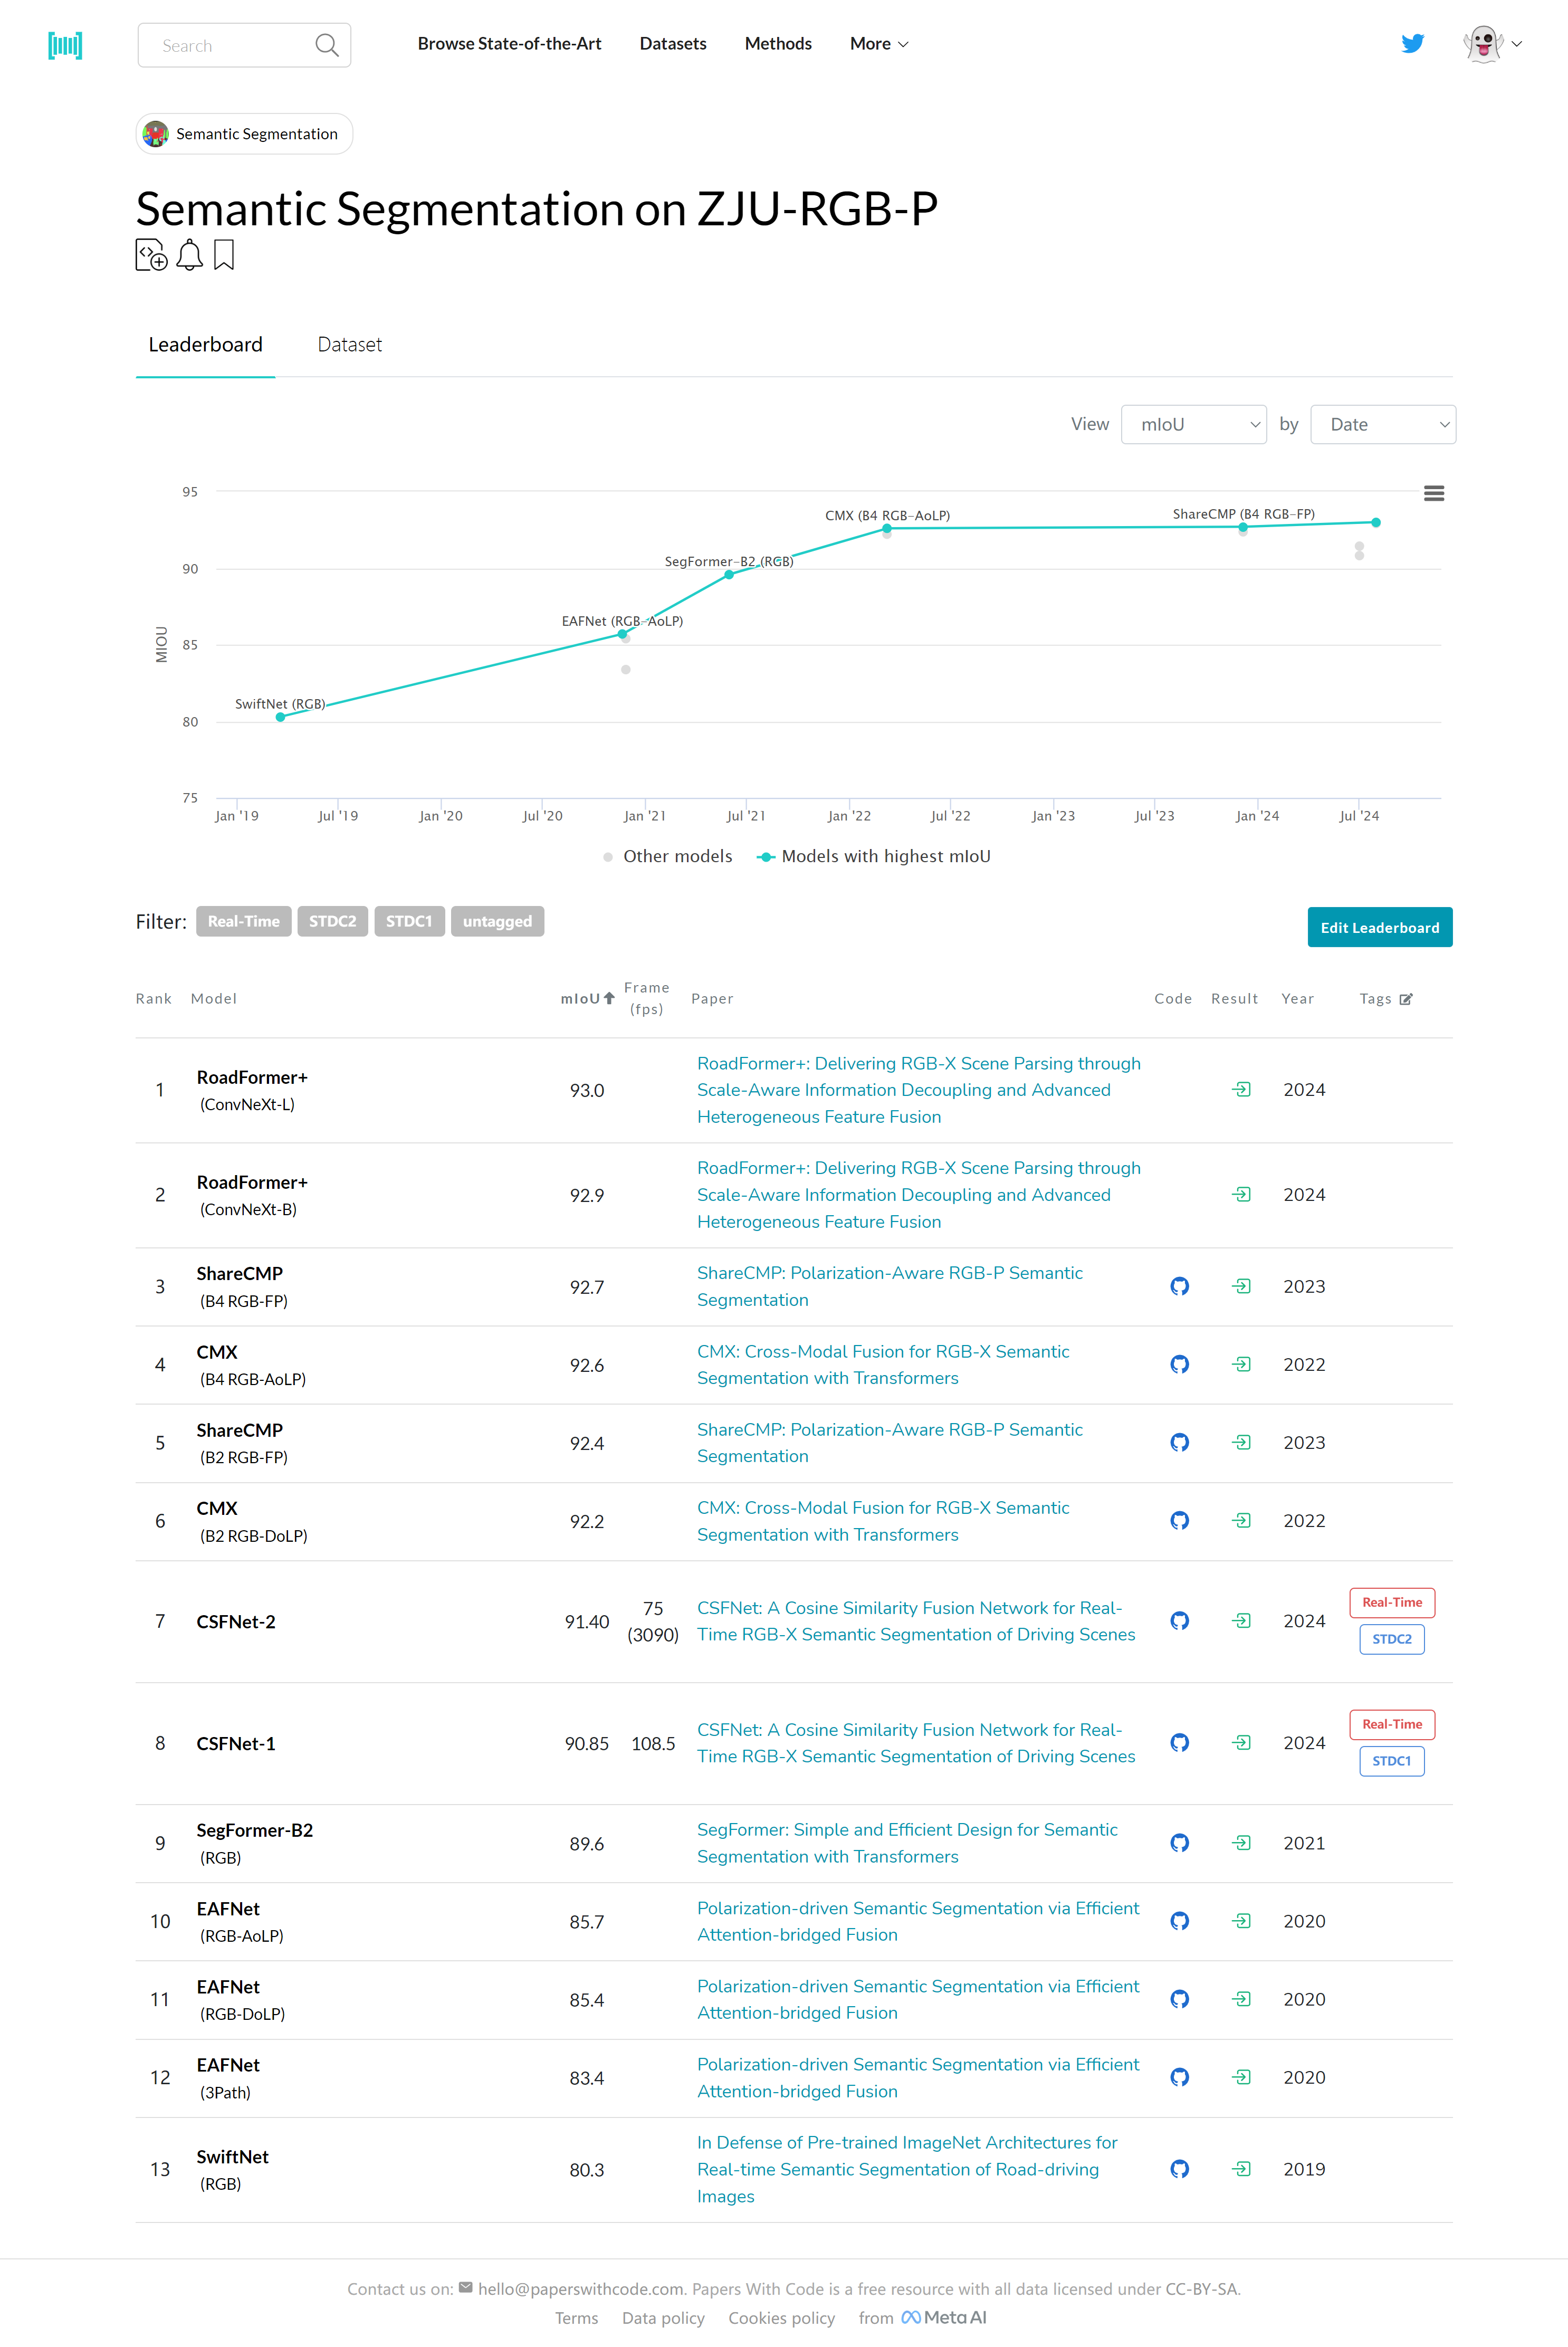 Search
Browse State-of-the-Art Datasets Methods More
Semantic Segmentation
Semantic Segmentation on ZJU-RGB-P
Leaderboard Dataset
View mIoU by Date
95
90
85
80
75
MIOU
SwiftNet (RGB)
EAFNet (RGB-AoLP)
SegFormer-B2 (RGB)
CMX (B4 RGB-AoLP)
ShareCMP (B4 RGB-FP)
Jan '19 Jul '19 Jan '20 Jul '20 Jan '21 Jul '21 Jan '22 Jul '22 Jan '23 Jul '23 Jan '24 Jul '24
Other models Models with highest mIoU
Filter: Real-Time STDC2 STDC1 untagged
Edit Leaderboard
Rank Model mIoU Frame (fps) Paper Code Result Year Tags
1 RoadFormer+ (ConvNeXt-L) 93.0 RoadFormer+: Delivering RGB-X Scene Parsing through
Scale-Aware Information Decoupling and Advanced
Heterogeneous Feature Fusion 2024
2 RoadFormer+ (ConvNeXt-B) 92.9 RoadFormer+: Delivering RGB-X Scene Parsing through
Scale-Aware Information Decoupling and Advanced
Heterogeneous Feature Fusion 2024
3 ShareCMP (B4 RGB-FP) 92.7 ShareCMP: Polarization-Aware RGB-P Semantic
Segmentation 2023
4 CMX (B4 RGB-AoLP) 92.6 CMX: Cross-Modal Fusion for RGB-X Semantic
Segmentation with Transformers 2022
5 ShareCMP (B2 RGB-FP) 92.4 ShareCMP: Polarization-Aware RGB-P Semantic
Segmentation 2023
6 CMX (B2 RGB-DoLP) 92.2 CMX: Cross-Modal Fusion for RGB-X Semantic
Segmentation with Transformers 2022
7 CSFNet-2 91.40 75 (3090) CSFNet: A Cosine Similarity Fusion Network for Real-
Time RGB-X Semantic Segmentation of Driving Scenes 2024 Real-Time STDC2
8 CSFNet-1 90.85 108.5 CSFNet: A Cosine Similarity Fusion Network for Real-
Time RGB-X Semantic Segmentation of Driving Scenes 2024 Real-Time STDC1
9 SegFormer-B2 (RGB) 89.6 SegFormer: Simple and Efficient Design for Semantic
Segmentation with Transformers 2021
10 EAFNet (RGB-AoLP) 85.7 Polarization-driven Semantic Segmentation via Efficient
Attention-bridged Fusion 2020
11 EAFNet (RGB-DoLP) 85.4 Polarization-driven Semantic Segmentation via Efficient
Attention-bridged Fusion 2020
12 EAFNet (3Path) 83.4 Polarization-driven Semantic Segmentation via Efficient
Attention-bridged Fusion 2020
13 SwiftNet (RGB) 80.3 In Defense of Pre-trained ImageNet Architectures for
Real-time Semantic Segmentation of Road-driving
Images 2019
Contact us on: hello@paperswithcode.com. Papers With Code is a free resource with all data licensed under CC-BY-SA.
Terms Data policy Cookies policy from Meta AI